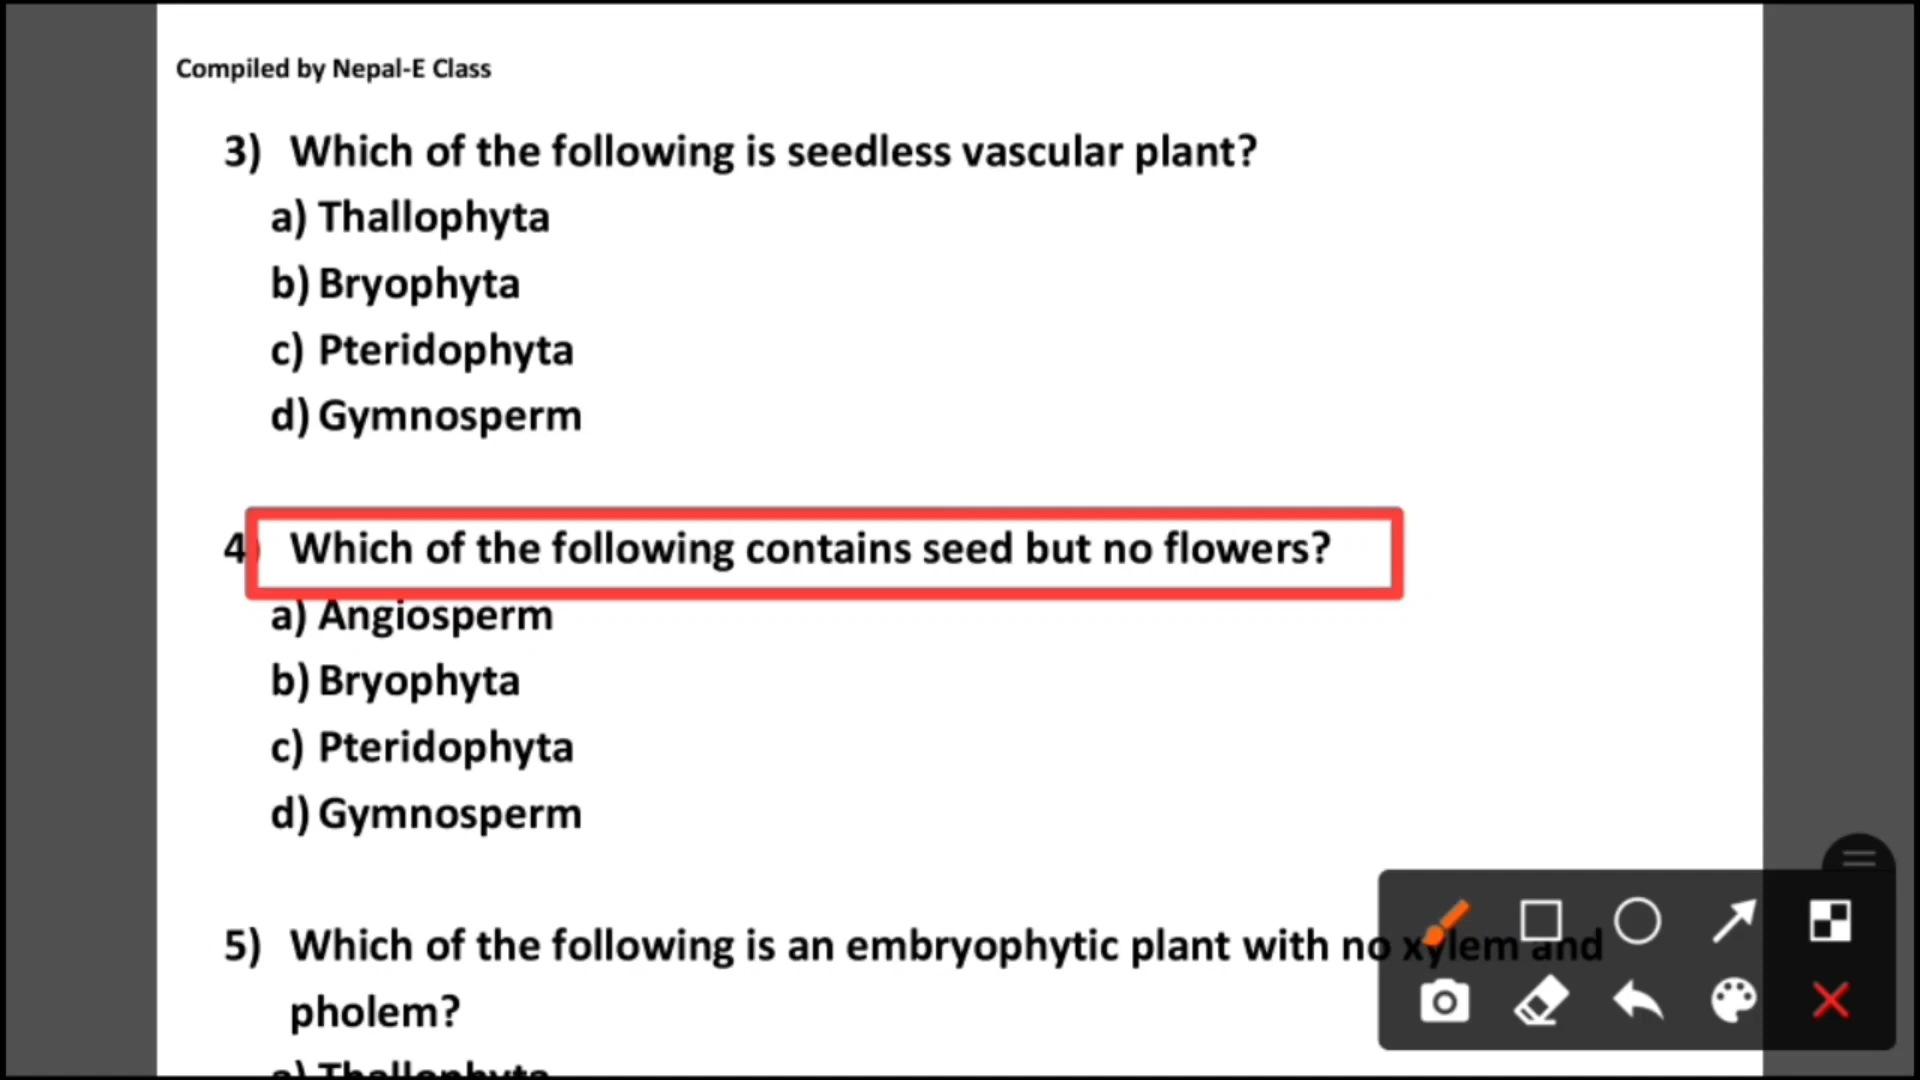 Compiled by Nepal-E Class
3) Which of the following is seedless vascular plant?
a) Thallophyta
b) Bryophyta
c) Pteridophyta
d) Gymnosperm
4) Which of the following contains seed but no flowers?
a) Angiosperm
b) Bryophyta
c) Pteridophyta
d) Gymnosperm
5) Which of the following is an embryophytic plant with no xylem and
pholem?
a) Thallophyta